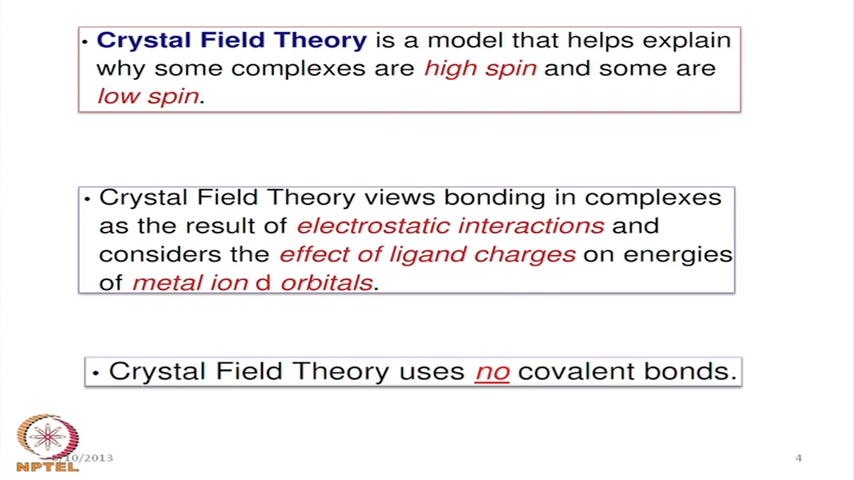 • Crystal Field Theory is a model that helps explain
why some complexes are high spin and some are
low spin.
• Crystal Field Theory views bonding in complexes
as the result of electrostatic interactions and
considers the effect of ligand charges on energies
of metal ion d orbitals.
• Crystal Field Theory uses no covalent bonds.
/10/2013
4
NPTEL